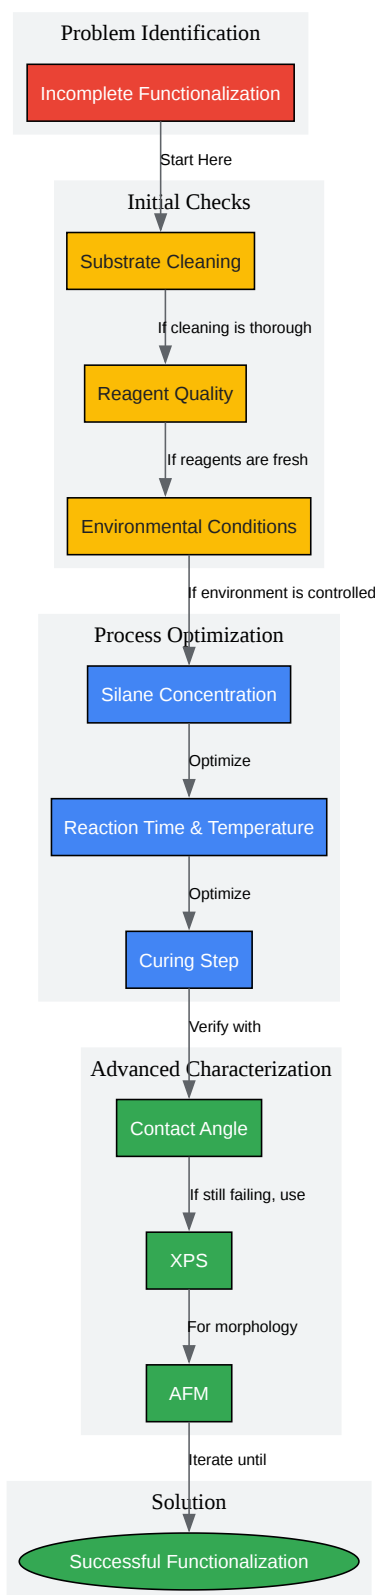 Problem Identification
Incomplete Functionalization
Start Here
Initial Checks
Substrate Cleaning
If cleaning is thorough
Reagent Quality
If reagents are fresh
Environmental Conditions
If environment is controlled
Process Optimization
Silane Concentration
Optimize
Reaction Time & Temperature
Optimize
Curing Step
Verify with
Advanced Characterization
Contact Angle
If still failing, use
XPS
For morphology
AFM
Iterate until
Solution
Successful Functionalization